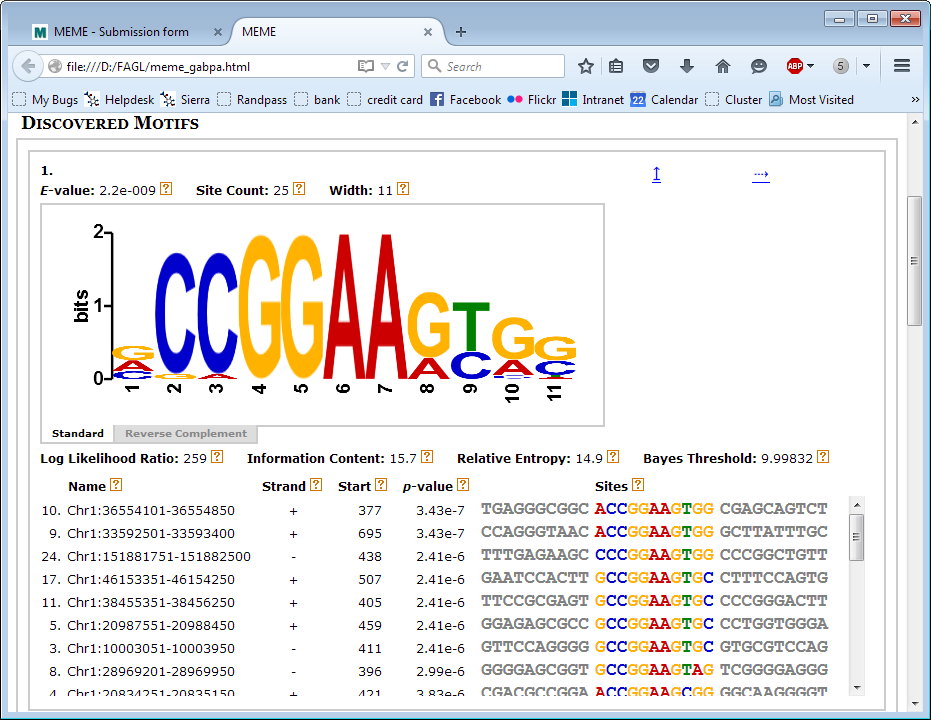 MEME - Submission form
MEME
file:///D:/FAGL/meme_gabpa.html
Search
ABP
5
My Bugs Helpdesk Sierra Randpass bank credit card Facebook Flickr Intranet 22 Calendar Cluster Most Visited »
DISCOVERED MOTIFS
1.
E-value: 2.2e-009 ? Site Count: 25 ? Width: 11 ?
bits
2
1
0
1 2 3 4 5 6 7 8 9 10 11
Standard Reverse Complement
Log Likelihood Ratio: 259 ? Information Content: 15.7 ? Relative Entropy: 14.9 ? Bayes Threshold: 9.99832 ?
Name ? Strand ? Start ? p-value ? Sites ?
10. Chr1:36554101-36554850 + 377 3.43e-7 TGAGGGCGGC ACCGGAAGTGG CGAGCAGTCT
9. Chr1:33592501-33593400 + 695 3.43e-7 CCAGGGTAAC ACCGGAAGTGG GCTTATTTGC
24. Chr1:151881751-151882500 - 438 2.41e-6 TTTGAGAAGC CCCGGAAGTGG CCCGGCTGTT
17. Chr1:46153351-46154250 + 507 2.41e-6 GAATCCACTT GCCGGAAGTGC CTTTCCAGTG
11. Chr1:38455351-38456250 + 405 2.41e-6 TTCCGCGAGT GCCGGAAGTGC CCCGGGACTT
5. Chr1:20987551-20988450 + 459 2.41e-6 GGAGAGCGCC GCCGGAAGTGC CCTGGTGGGA
3. Chr1:10003051-10003950 - 411 2.41e-6 GTTCCAGGGG GCCGGAAGTGC GTGCGTCCAG
8. Chr1:28969201-28969950 - 396 2.99e-6 GGGGAGCGGT GCCGGAAGTAG TCGGGGAGGG
4. Chr1:20834251-20835150 + 421 3.83e-6 CGACGCCGGA ACCGGAAGCGG GGCAAGGGGT